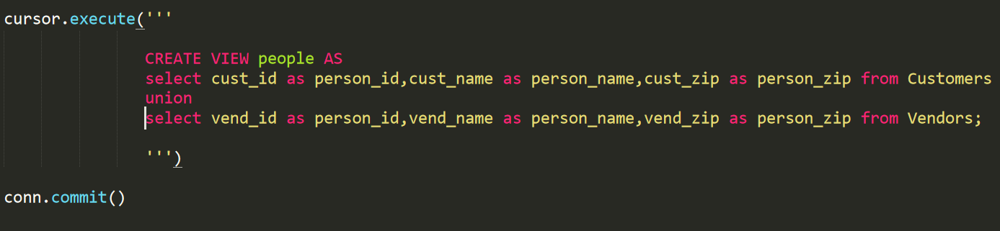 cursor.execute('''
CREATE VIEW people AS
select cust_id as person_id,cust_name as person_name,cust_zip as person_zip from Customers
union
select vend_id as person_id,vend_name as person_name,vend_zip as person_zip from Vendors;
''')
conn.commit()